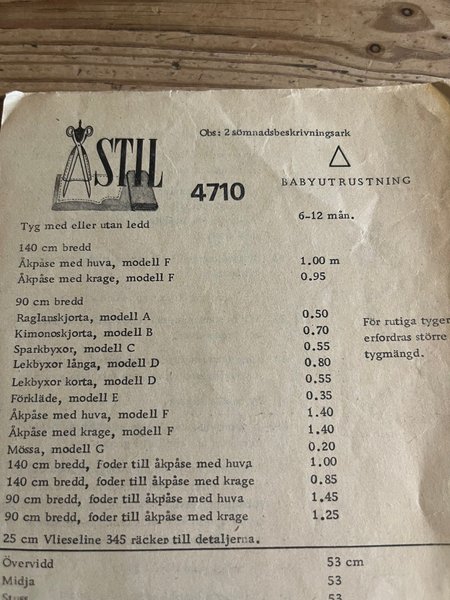 Obs: 2 sömnadsbeskrivningsark
STIL
4710
BABYUTRUSTNING
6-12 mån.
Tyg med eller utan ledd
140 cm bredd
Åkpåse med huva, modell F 1.00 m
Åkpåse med krage, modell F 0.95
90 cm bredd
Raglanskjorta, modell A 0.50
Kimonoskjorta, modell B 0.70
Sparkbyxor, modell C 0.55
Lekbyxor långa, modell D 0.80
Lekbyxor korta, modell D 0.55
Förkläde, modell E 0.35
Åkpåse med huva, modell F 1.40
Åkpåse med krage, modell F 1.40
Mössa, modell G 0.20
140 cm bredd, foder till åkpåse med huva 1.00
140 cm bredd, foder till åkpåse med krage 0.85
90 cm bredd, foder till åkpåse med huva 1.45
90 cm bredd, foder till åkpåse med krage 1.25
25 cm Vlieseline 345 räcker till detaljerna.
För rutiga tyger
erfordras större
tygmängd.
Övervidd 53 cm
Midja 53
Stuss 53